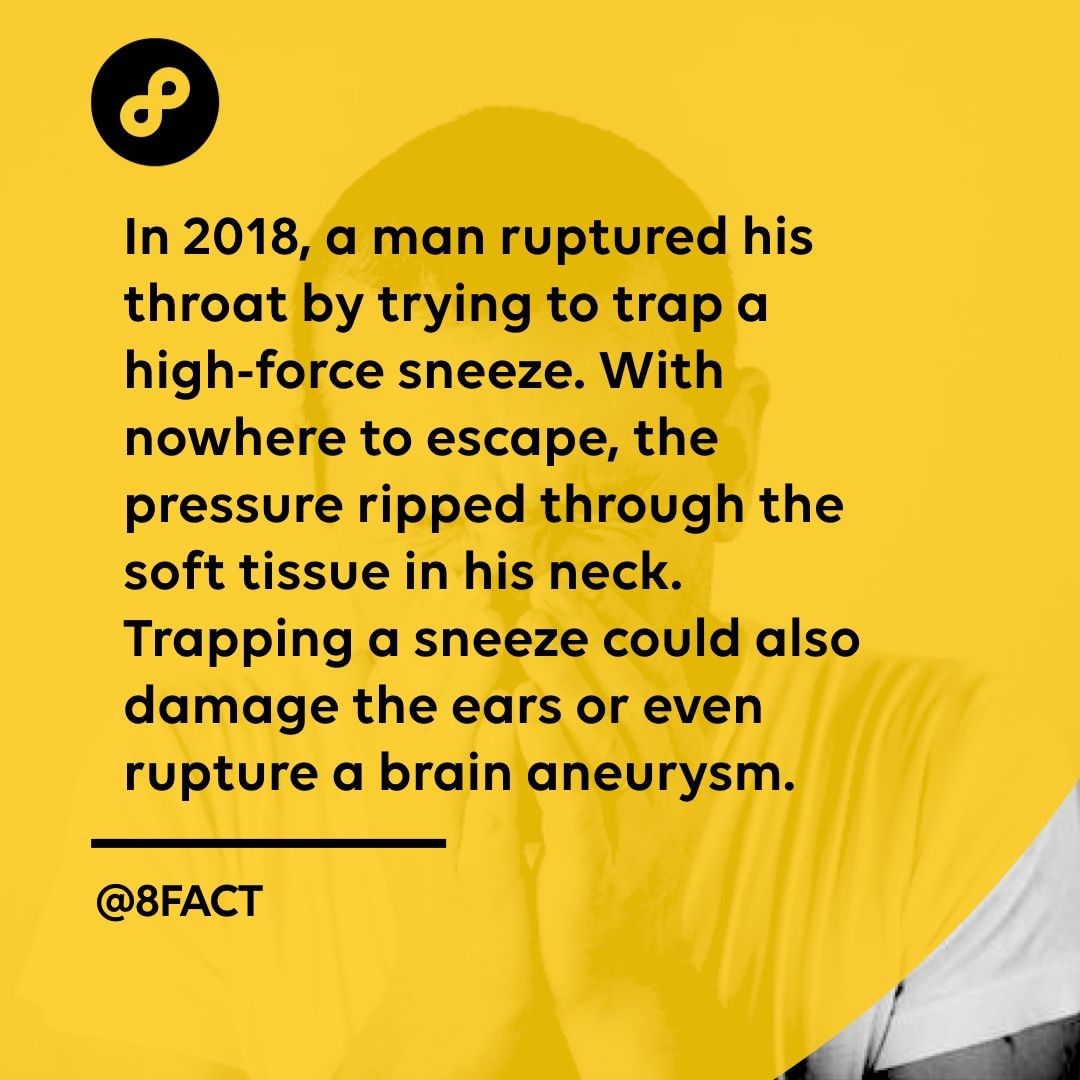 In 2018, a man ruptured his
throat by trying to trap a
high-force sneeze. With
nowhere to escape, the
pressure ripped through the
soft tissue in his neck.
Trapping a sneeze could also
damage the ears or even
rupture a brain aneurysm.
@8FACT